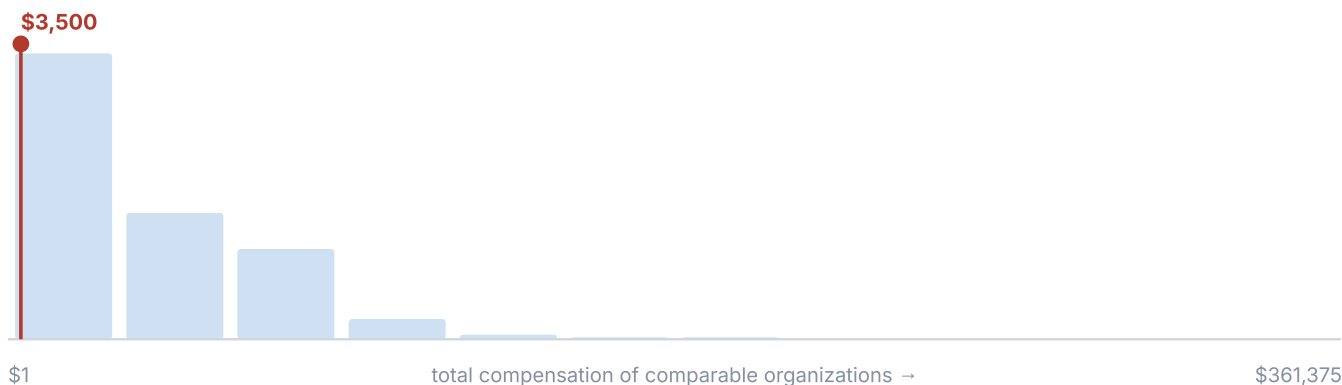 $3,500
$1 total compensation of comparable organizations → $361,375